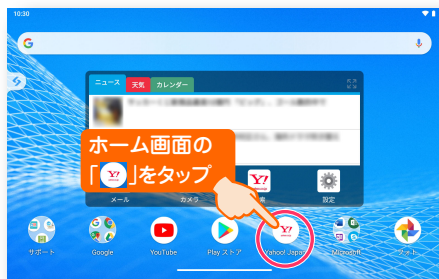 10:30
ニュース 天気 カレンダー
ホーム画面の
「Y!」をタップ
メール カメラ 検索 設定
サポート Google YouTube Play ストア Yahoo! Japan Microsoft フォト